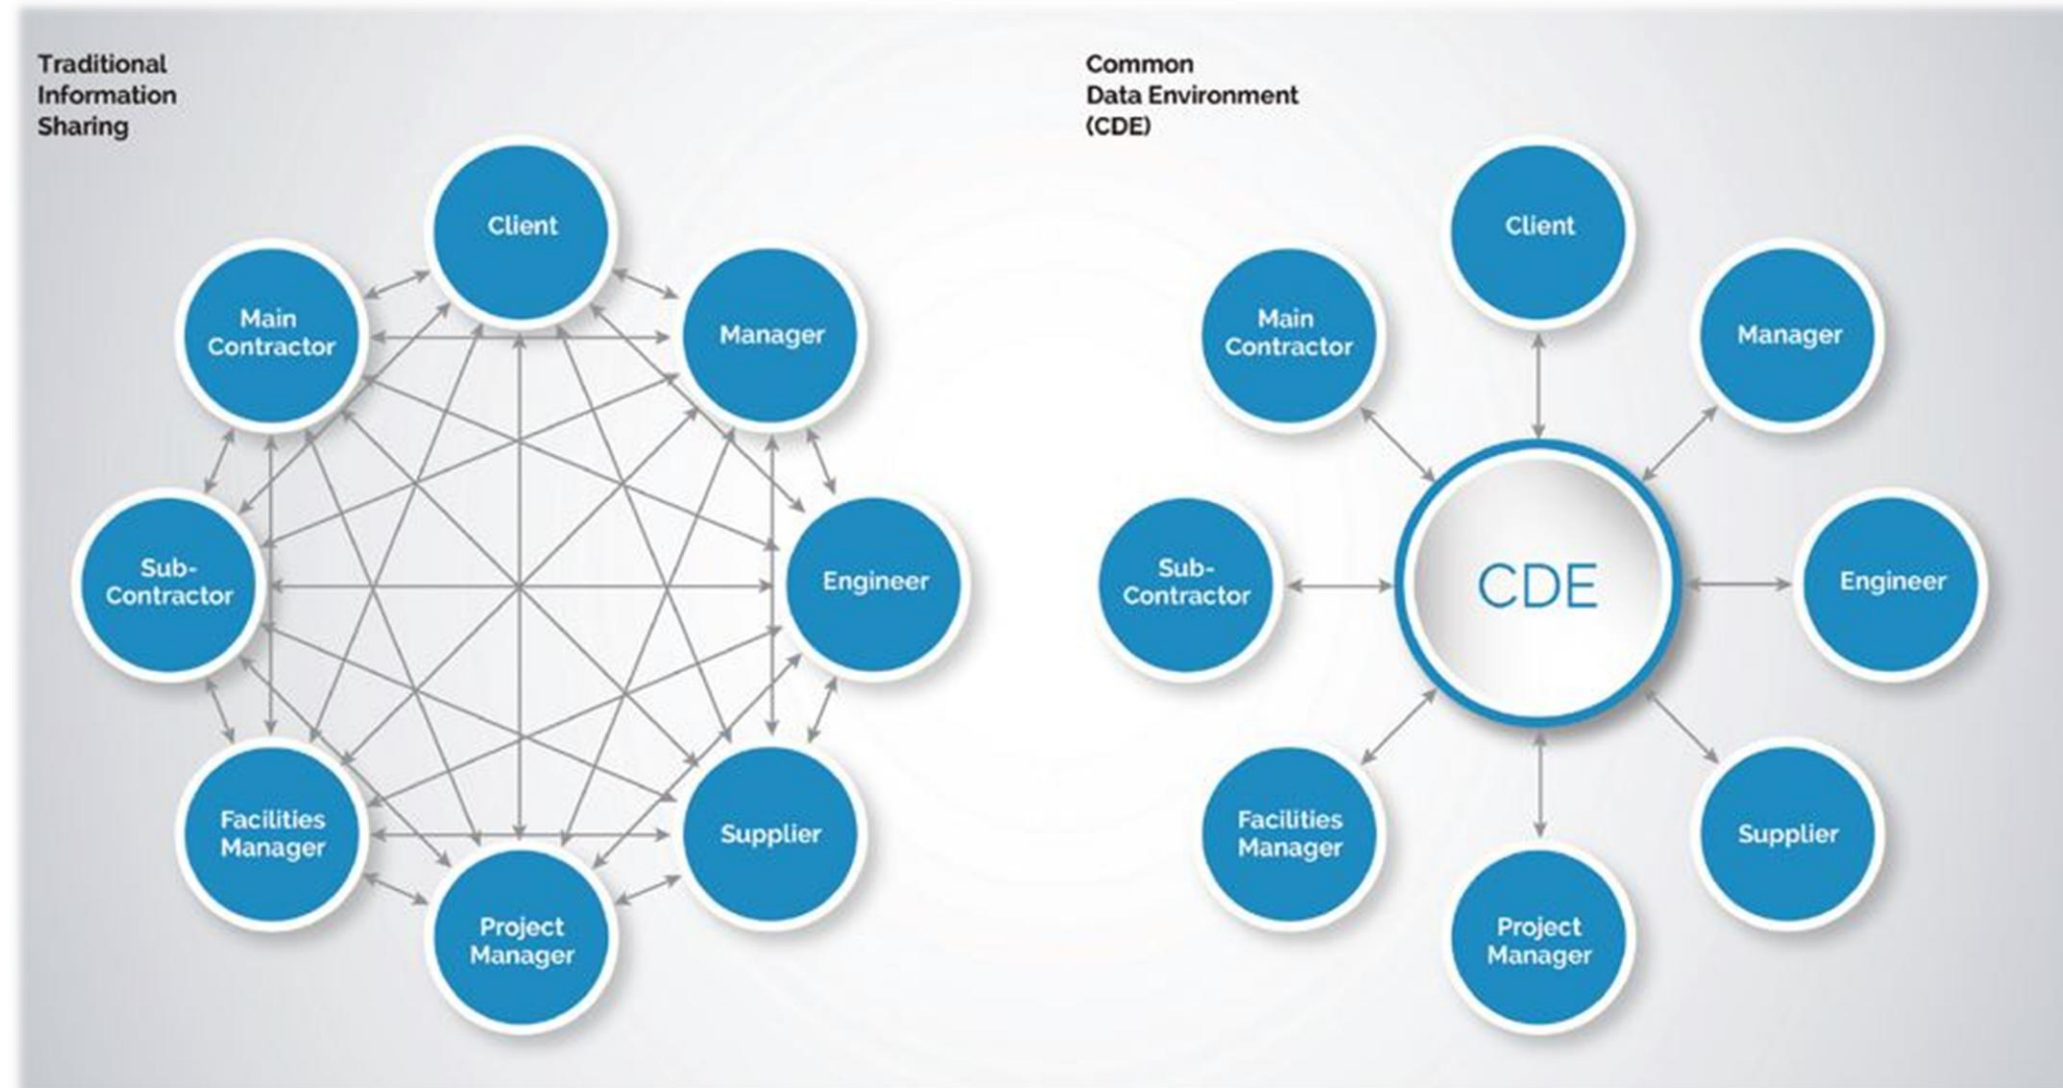 Traditional
Information
Sharing
Client
Main
Contractor
Manager
Sub-
Contractor
Engineer
Facilities
Manager
Supplier
Project
Manager
Common
Data Environment
(CDE)
Client
Main
Contractor
Manager
Sub-
Contractor
CDE
Engineer
Facilities
Manager
Supplier
Project
Manager